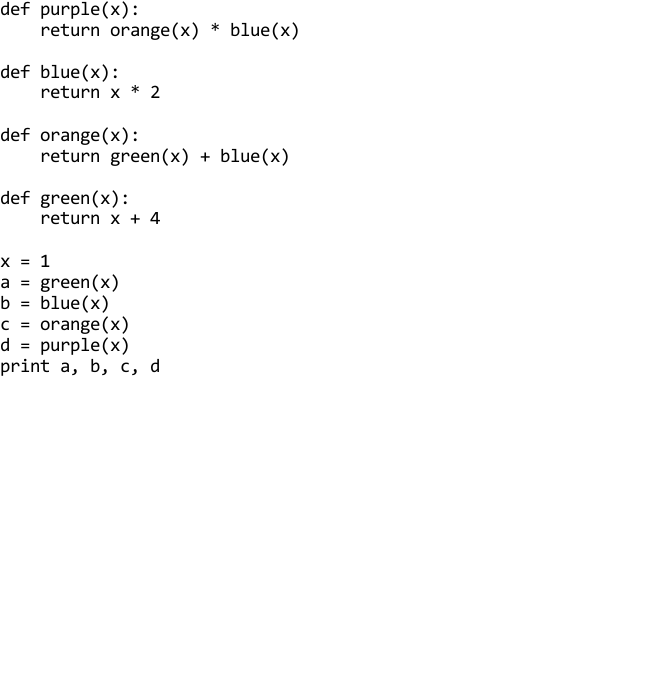 def purple(x):
    return orange(x) * blue(x)

def blue(x):
    return x * 2

def orange(x):
    return green(x) + blue(x)

def green(x):
    return x + 4

x = 1
a = green(x)
b = blue(x)
c = orange(x)
d = purple(x)
print a, b, c, d